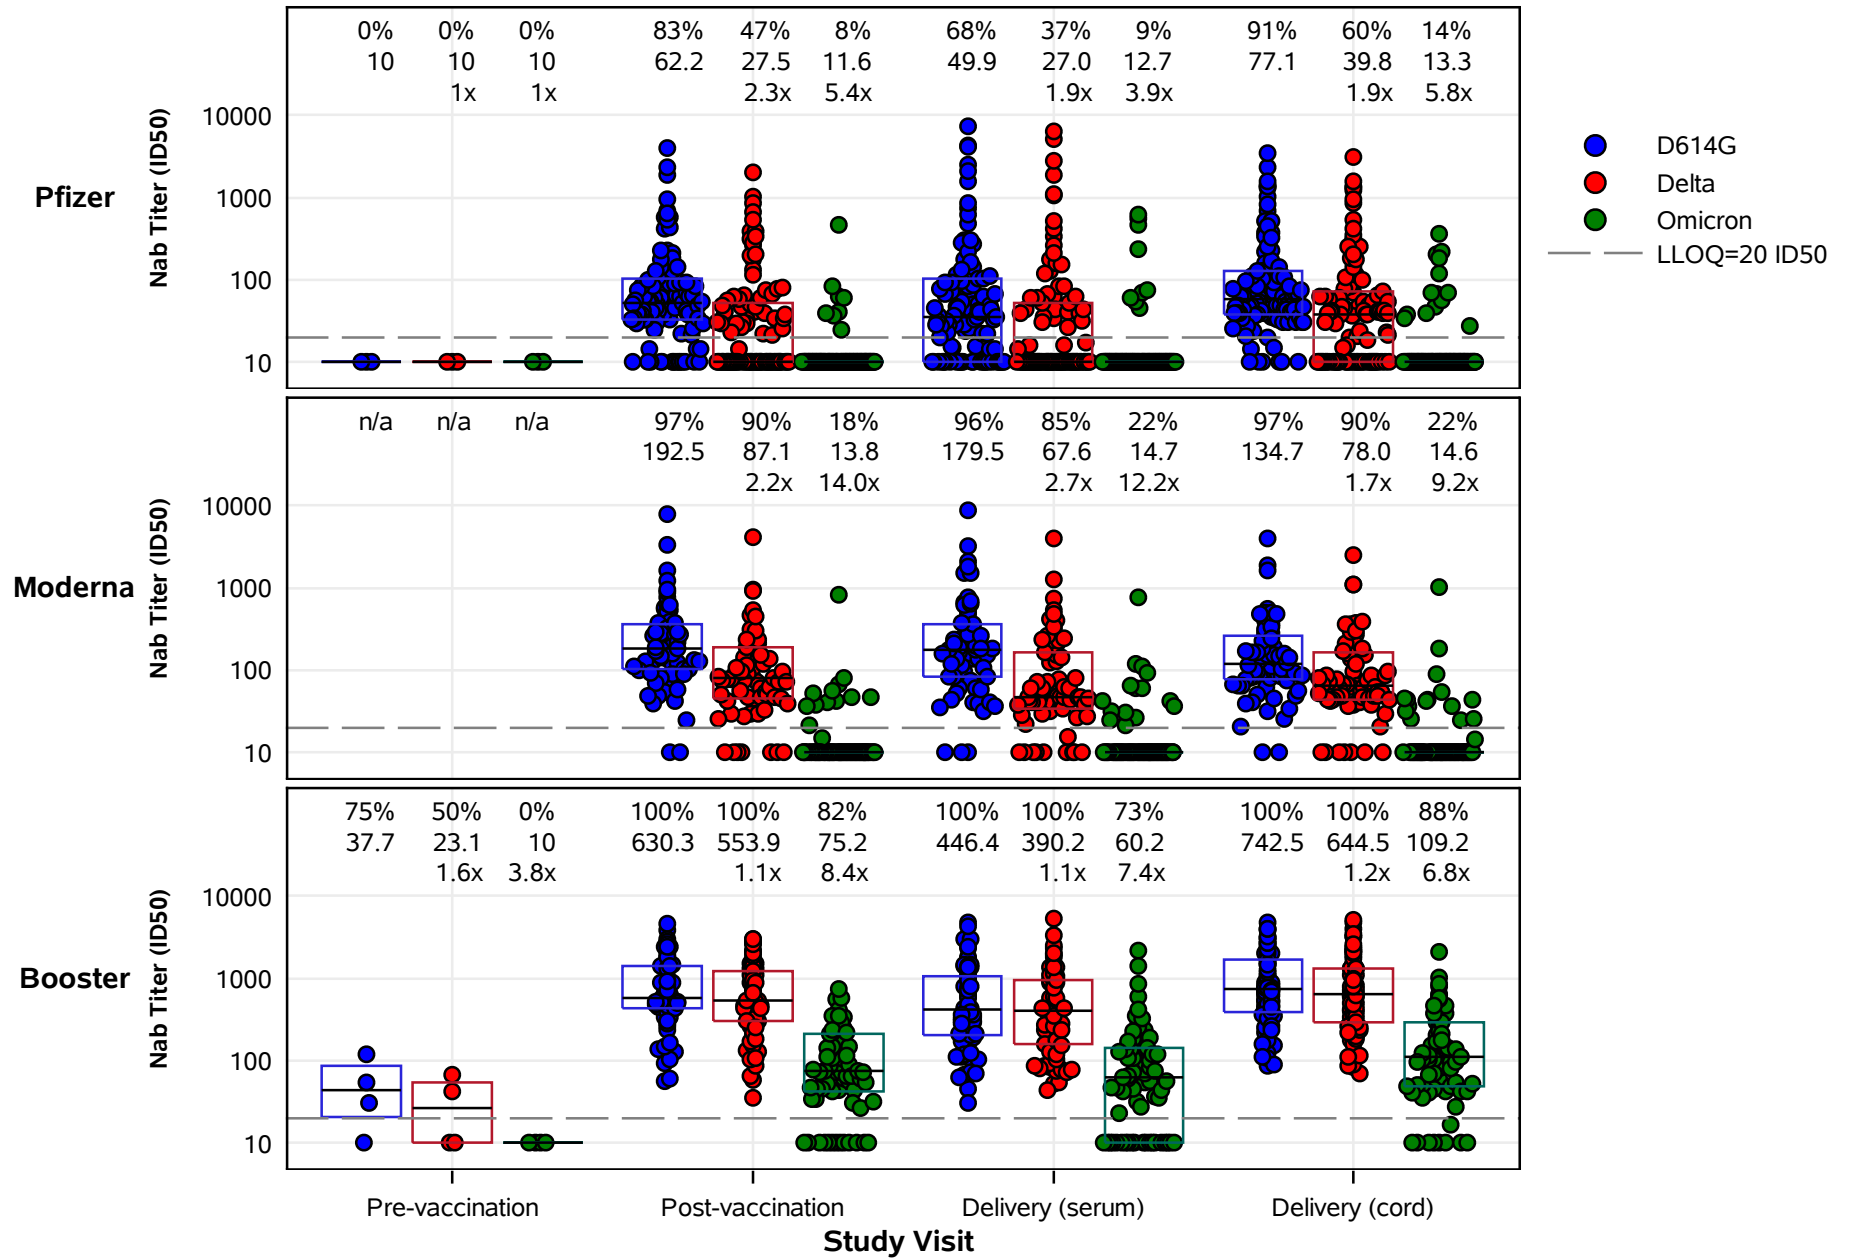 0% 0% 0% 83% 47% 8% 68% 37% 9% 91% 60% 14%
10 10 10 62.2 27.5 11.6 49.9 27.0 12.7 77.1 39.8 13.3
1x 1x 2.3x 5.4x 1.9x 3.9x 1.9x 5.8x
Pfizer
Nab Titer (ID50)
10000
1000
100
10
D614G
Delta
Omicron
LLOQ=20 ID50
n/a n/a n/a 97% 90% 18% 96% 85% 22% 97% 90% 22%
192.5 87.1 13.8 179.5 67.6 14.7 134.7 78.0 14.6
2.2x 14.0x 2.7x 12.2x 1.7x 9.2x
Moderna
Nab Titer (ID50)
10000
1000
100
10
75% 50% 0% 100% 100% 82% 100% 100% 73% 100% 100% 88%
37.7 23.1 10 630.3 553.9 75.2 446.4 390.2 60.2 742.5 644.5 109.2
1.6x 3.8x 1.1x 8.4x 1.1x 7.4x 1.2x 6.8x
Booster
Nab Titer (ID50)
10000
1000
100
10
Pre-vaccination Post-vaccination Delivery (serum) Delivery (cord)
Study Visit